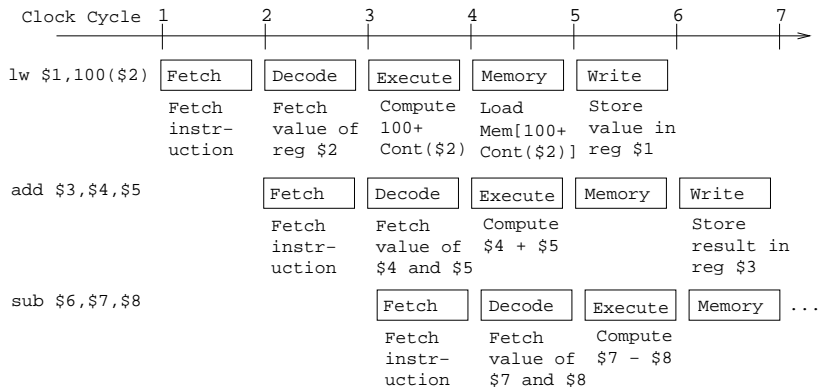 Clock Cycle 1 2 3 4 5 6 7
lw $1,100($2) Fetch Decode Execute Memory Write
Fetch Fetch Compute Load Store
instr- value of 100+ Mem[100+ value in
uction reg $2 Cont($2) Cont($2)] reg $1
add $3,$4,$5 Fetch Decode Execute Memory Write
Fetch Fetch Compute Store
instr- value of $4 + $5 result in
uction $4 and $5 reg $3
sub $6,$7,$8 Fetch Decode Execute Memory ...
Fetch Fetch Compute
instr- value of $7 - $8
uction $7 and $8